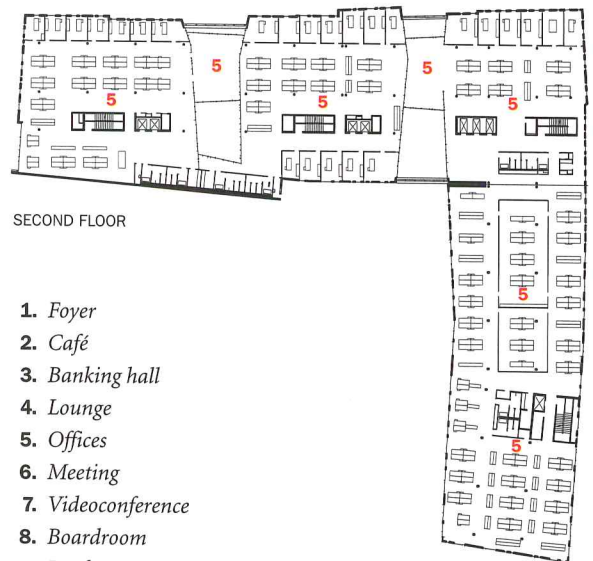 5
5
5
5
5
5
5
SECOND FLOOR
1. Foyer
2. Café
3. Banking hall
4. Lounge
5. Offices
6. Meeting
7. Videoconference
8. Boardroom